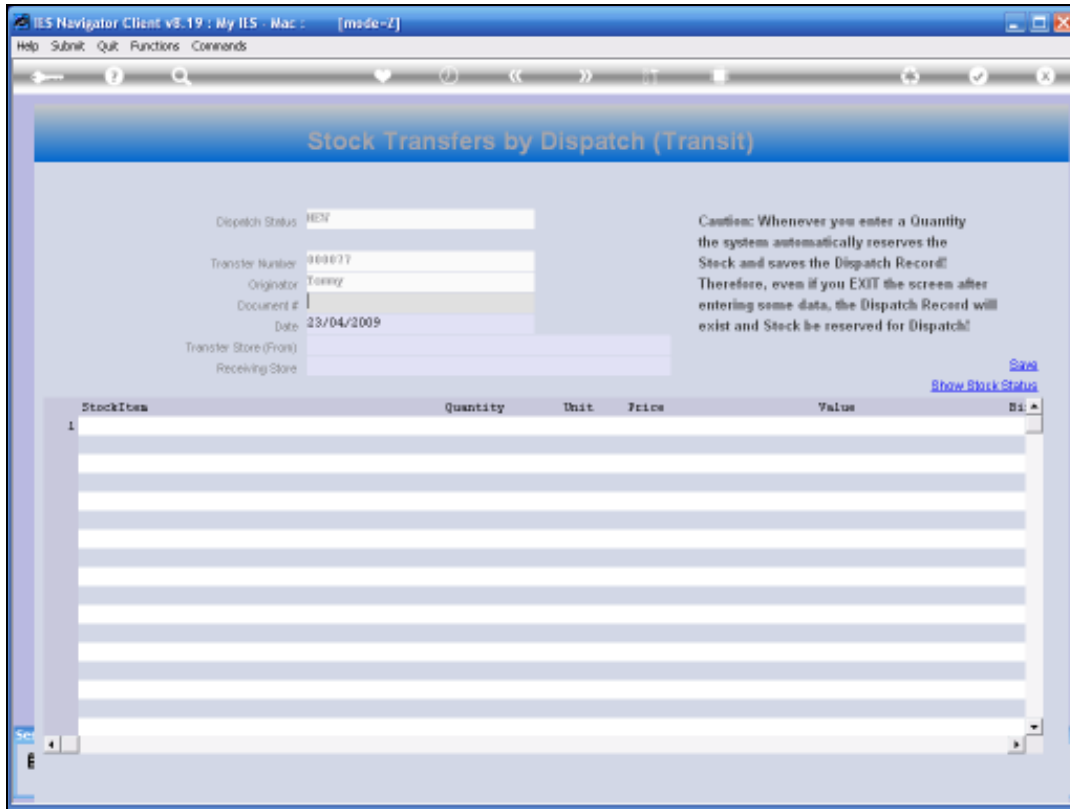 IES Navigator Client v8.19 : My IES - Mac : [mode=Z]
Help Submit Quit Functions Commands
Stock Transfers by Dispatch (Transit)
Dispatch Status NEW
Transfer Number 000077
Originator Tommy
Document #
Date 23/04/2009
Transfer Store (From)
Receiving Store
Caution: Whenever you enter a Quantity
the system automatically reserves the
Stock and saves the Dispatch Record!
Therefore, even if you EXIT the screen after
entering some data, the Dispatch Record will
exist and Stock be reserved for Dispatch!
Save
Show Stock Status
StockItem Quantity Unit Price Value Bi
1